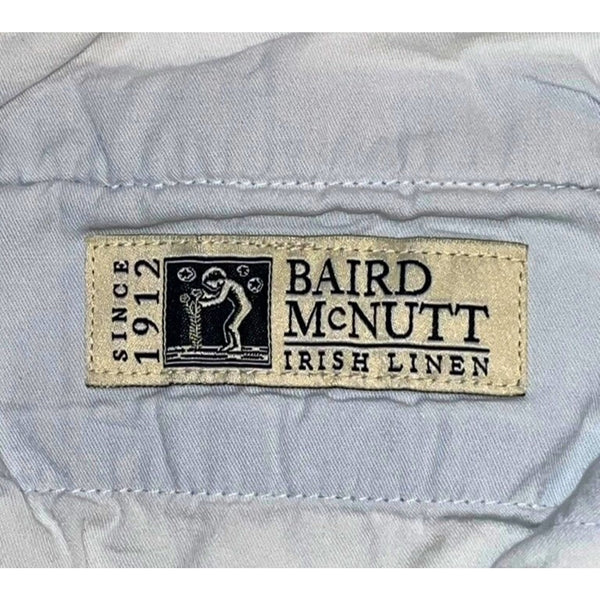 SINCE
1912
BAIRD
McNUTT
IRISH LINEN